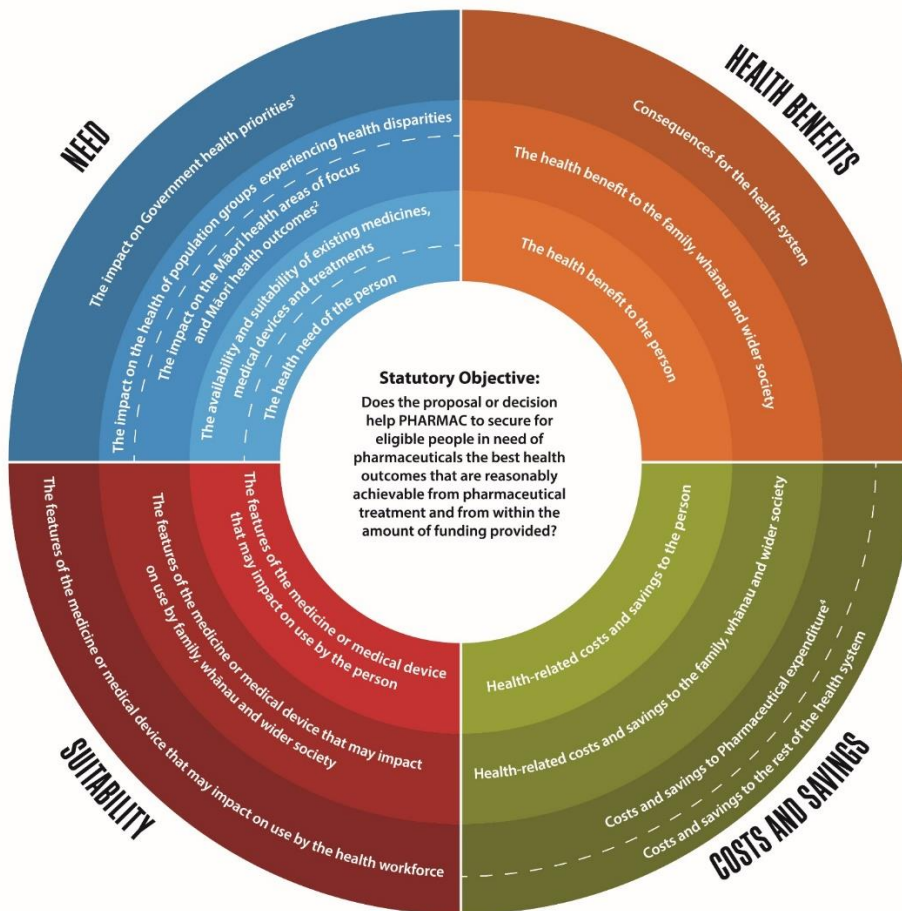 NEED
The impact on Government health priorities³
The impact on the health of population groups experiencing health disparities
The impact on the Māori health areas of focus
and Māori health outcomes²
The availability and suitability of existing medicines,
medical devices and treatments
The health need of the person
HEALTH BENEFITS
Consequences for the health system
The health benefit to the family, whānau and wider society
The health benefit to the person
Statutory Objective:
Does the proposal or decision
help PHARMAC to secure for
eligible people in need of
pharmaceuticals the best health
outcomes that are reasonably
achievable from pharmaceutical
treatment and from within the
amount of funding provided?
SUITABILITY
The features of the medicine or medical device
that may impact on use by the person
The features of the medicine or medical device that may impact
on use by family, whānau and wider society
The features of the medicine or medical device that may impact on use by the health workforce
COSTS AND SAVINGS
Health-related costs and savings to the person
Health-related costs and savings to the family, whānau and wider society
Costs and savings to Pharmaceutical expenditure⁴
Costs and savings to the rest of the health system